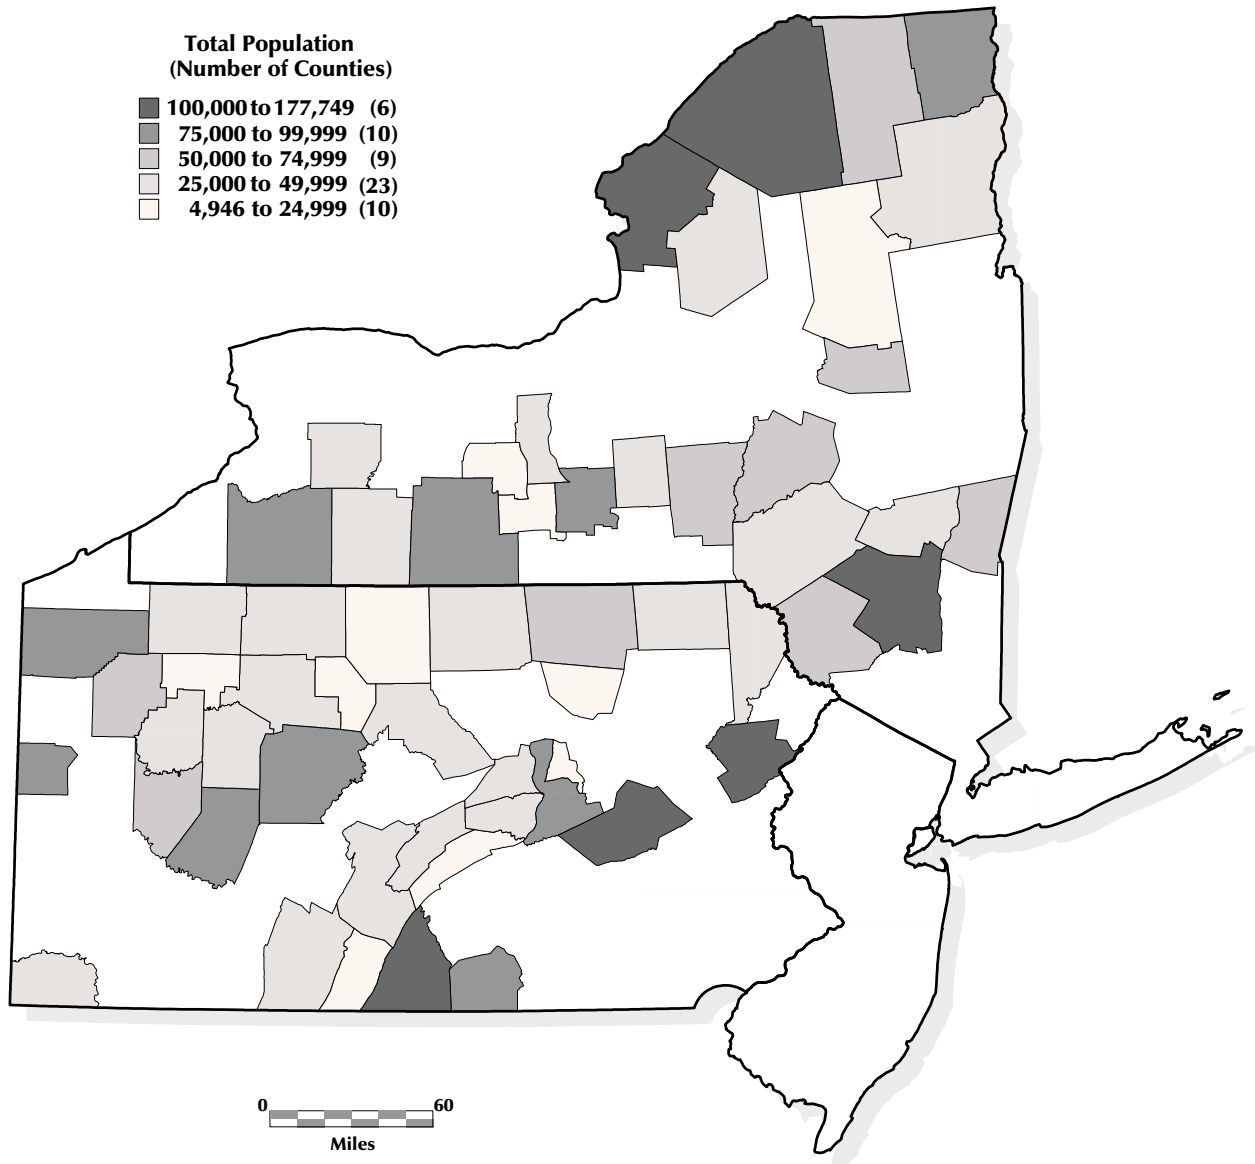 Total Population
(Number of Counties)
100,000 to 177,749 (6)
75,000 to 99,999 (10)
50,000 to 74,999 (9)
25,000 to 49,999 (23)
4,946 to 24,999 (10)
0 60
Miles